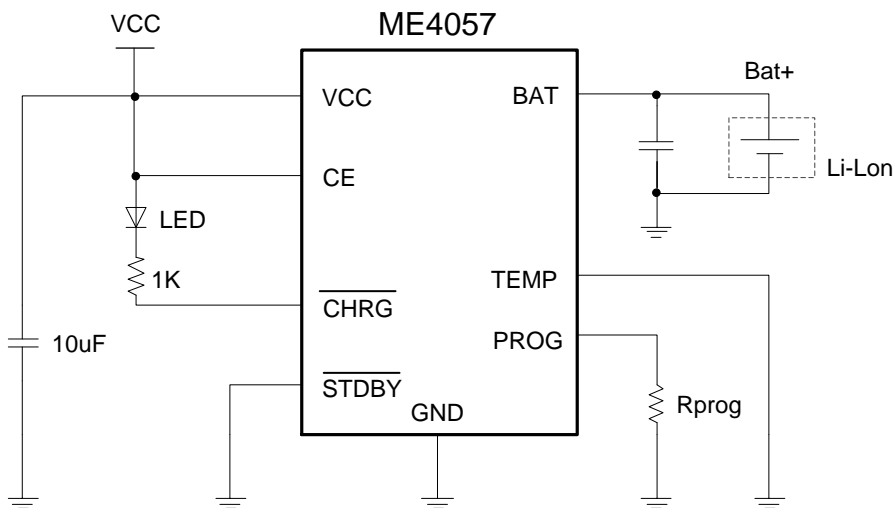 ME4057
VCC
VCC
BAT
Bat+
CE
Li-Lon
LED
1K
CHRG
TEMP
PROG
10uF
STDBY
GND
Rprog